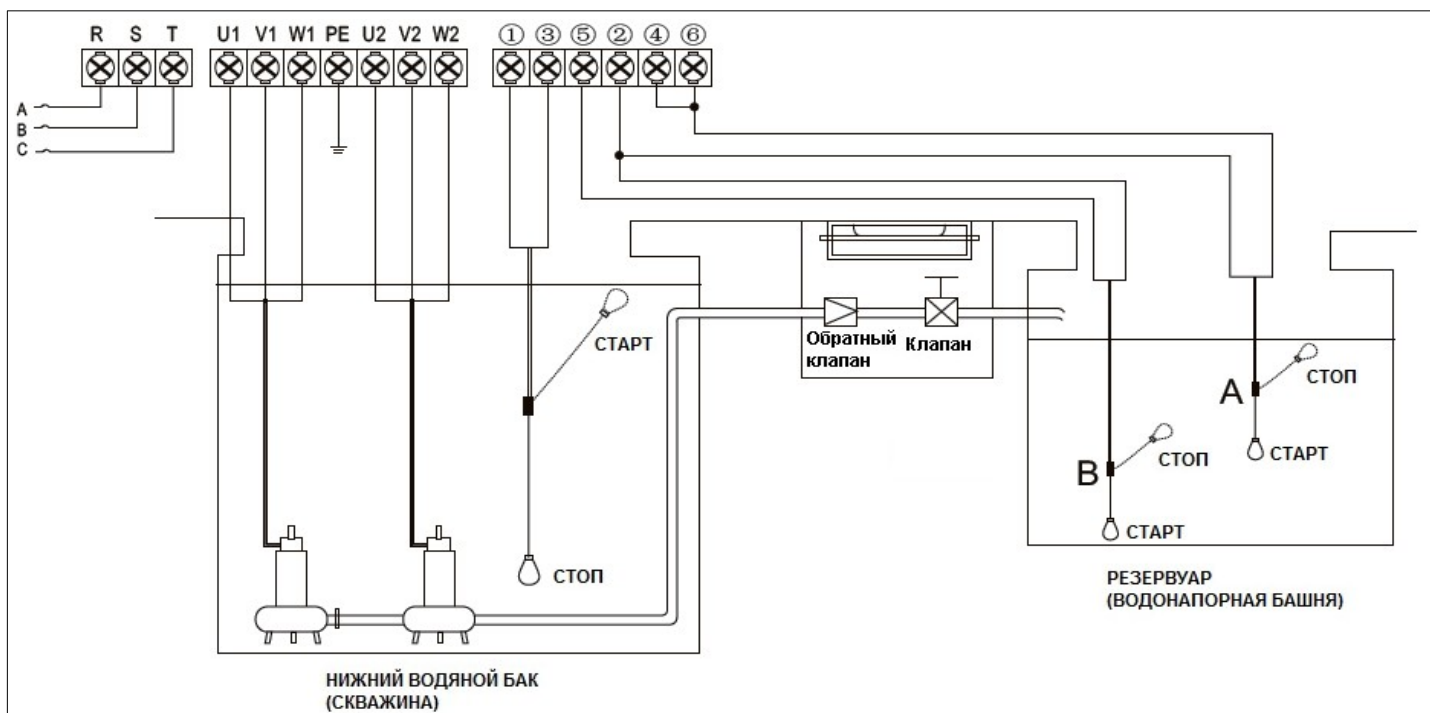 R S T U1 V1 W1 PE U2 V2 W2 ① ③ ⑤ ② ④ ⑥
A
B
C
СТАРТ
СТОП
Обратный
клапан
Клапан
A
СТОП
СТАРТ
B
СТОП
СТАРТ
РЕЗЕРВУАР
(ВОДОНАПОРНАЯ БАШНЯ)
НИЖНИЙ ВОДЯНОЙ БАК
(СКВАЖИНА)